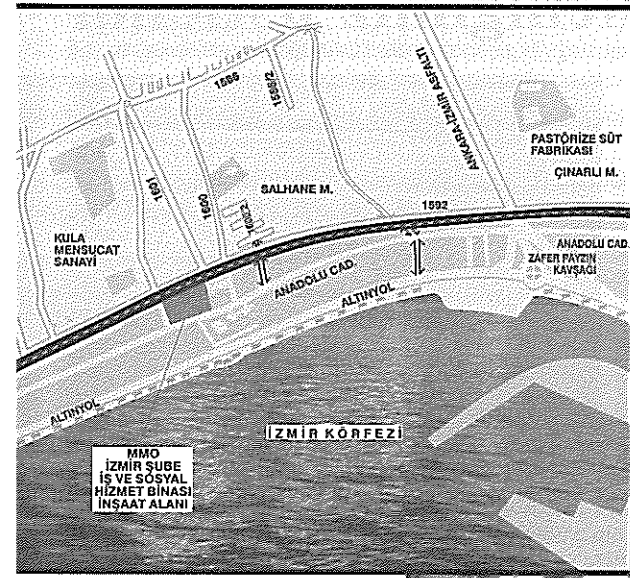 1586
1596/2
ANKARA-İZMİR ASFALTI
PASTÖRİZE SÜT
FABRİKASI
ÇINARLI M.
1601
1600
SALHANE M.
1592
KULA
MENSUCAT
SANAYİ
ANADOLU CAD.
ANADOLU CAD.
ZAFER PAYZIN
KAVŞAĞI
ALTINYOL
ALTINYOL
İZMİR KÖRFEZİ
MMO
İZMİR ŞUBE
İŞ VE SOSYAL
HİZMET BİNASI
İNŞAAT ALANI